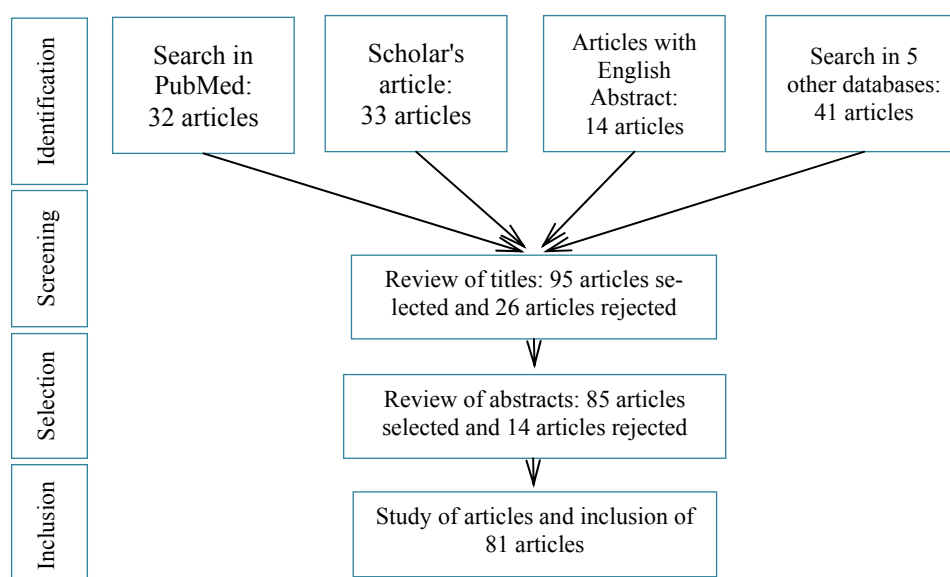 Identification
Search in
PubMed:
32 articles
Scholar's
article:
33 articles
Articles with
English
Abstract:
14 articles
Search in 5
other databases:
41 articles
Screening
Review of titles: 95 articles se-
lected and 26 articles rejected
Selection
Review of abstracts: 85 articles
selected and 14 articles rejected
Inclusion
Study of articles and inclusion of
81 articles